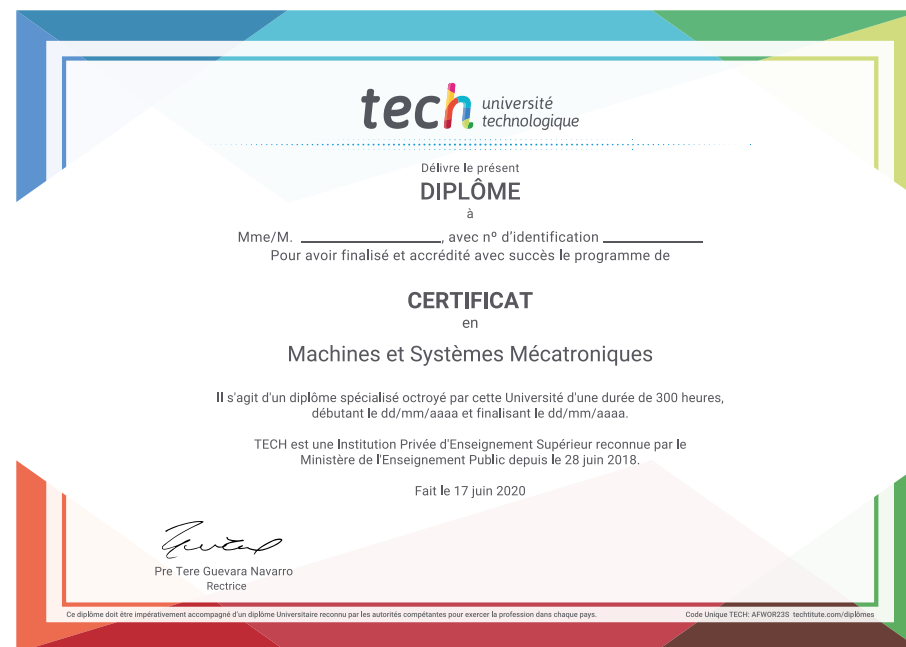 tech université
technologique
Délivre le présent
DIPLÔME
à
Mme/M. ____________________, avec nº d'identification ______________
Pour avoir finalisé et accrédité avec succès le programme de
CERTIFICAT
en
Machines et Systèmes Mécatroniques
Il s'agit d'un diplôme spécialisé octroyé par cette Université d'une durée de 300 heures,
débutant le dd/mm/aaaa et finalisant le dd/mm/aaaa.
TECH est une Institution Privée d'Enseignement Supérieur reconnue par le
Ministère de l'Enseignement Public depuis le 28 juin 2018.
Fait le 17 juin 2020
Pre Tere Guevara Navarro
Rectrice
Ce diplôme doit être impérativement accompagné d'un diplôme Universitaire reconnu par les autorités compétentes pour exercer la profession dans chaque pays.
Code Unique TECH: AFWOR23S techtitute.com/diplômes